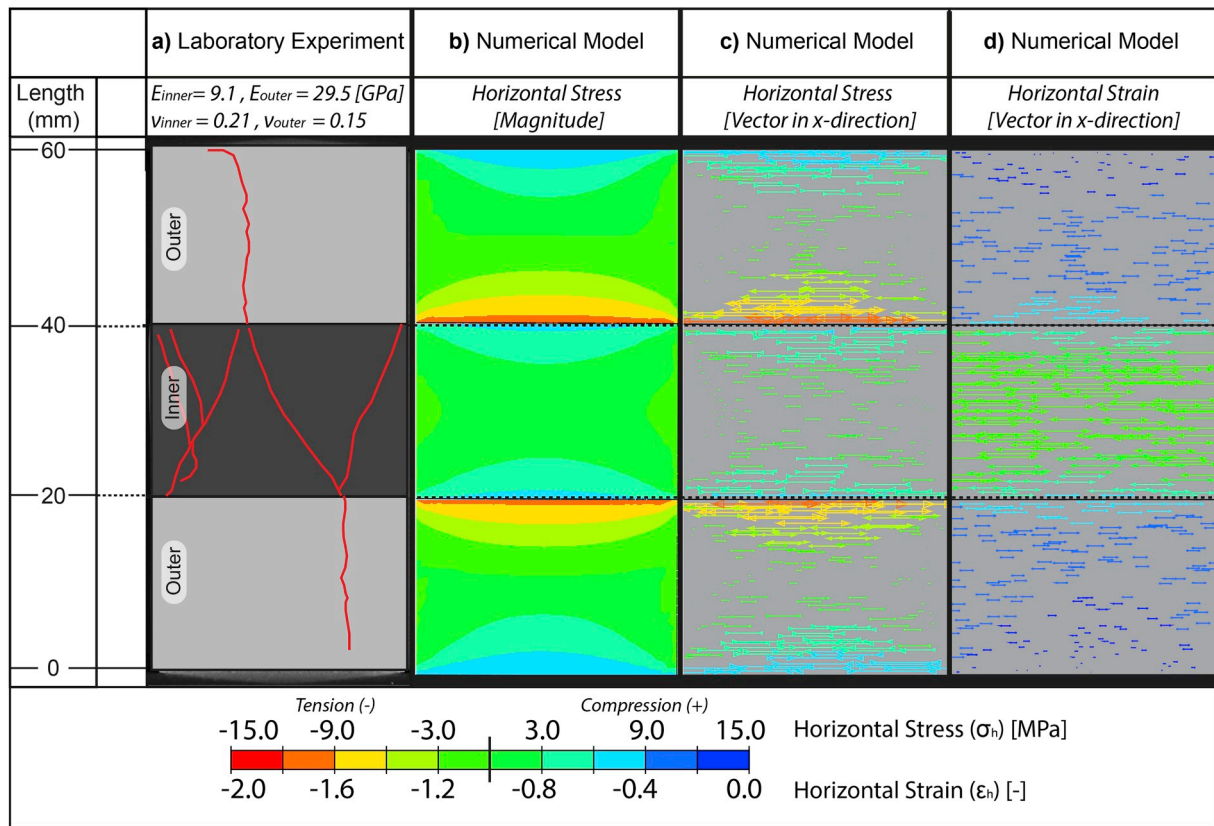 a) Laboratory Experiment
b) Numerical Model
c) Numerical Model
d) Numerical Model
Length
(mm)
Einner= 9.1 , Eouter = 29.5 [GPa]
νinner= 0.21 , νouter = 0.15
Horizontal Stress
[Magnitude]
Horizontal Stress
[Vector in x-direction]
Horizontal Strain
[Vector in x-direction]
60
Outer
40
Inner
20
Outer
0
Tension (-)
Compression (+)
-15.0 -9.0 -3.0 3.0 9.0 15.0
Horizontal Stress (σh) [MPa]
-2.0 -1.6 -1.2 -0.8 -0.4 0.0
Horizontal Strain (εh) [-]